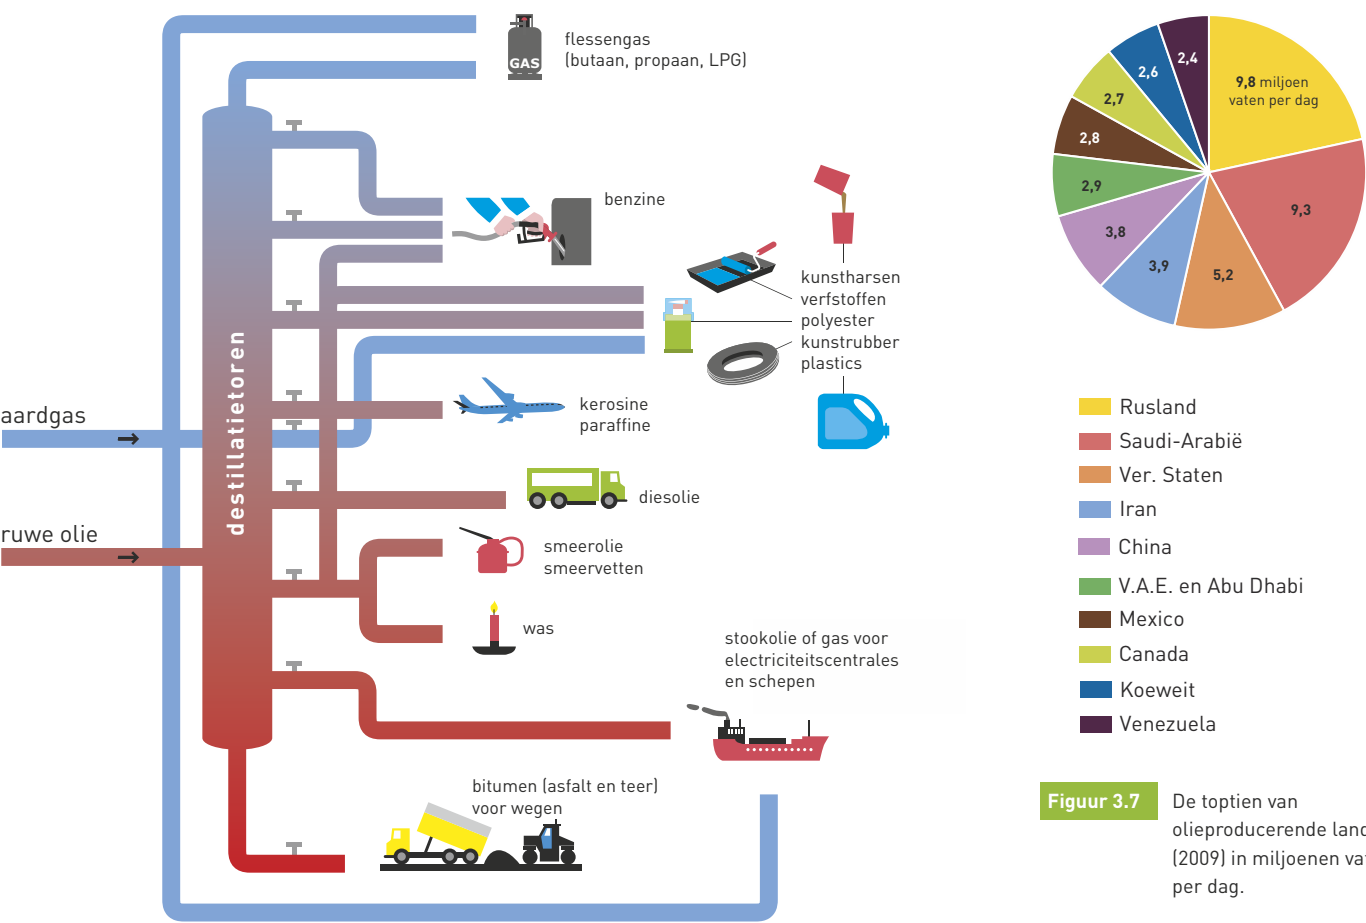 GAS
flessengas
(butaan, propaan, LPG)
benzine
kunstharsen
verfstoffen
polyester
kunstrubber
plastics
destillatietoren
aardgas
→
kerosine
paraffine
diesolie
ruwe olie
→
smeerolie
smeervetten
was
stookolie of gas voor
electriciteitscentrales
en schepen
bitumen (asfalt en teer)
voor wegen
9,8 miljoen
vaten per dag
9,3
5,2
3,9
3,8
2,9
2,8
2,7
2,6
2,4
Rusland
Saudi-Arabië
Ver. Staten
Iran
China
V.A.E. en Abu Dhabi
Mexico
Canada
Koeweit
Venezuela
Figuur 3.7
De toptien van
olieproducerende
(2009) in miljoenen
per dag.